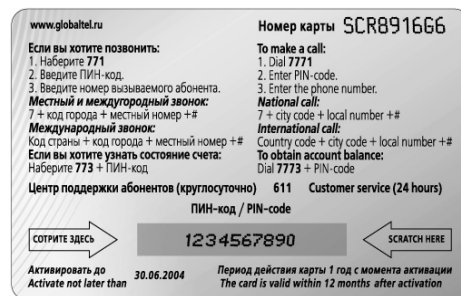 www.globaltel.ru
Номер карты SCR891666
Если вы хотите позвонить:
1. Наберите 771
2. Введите ПИН-код.
3. Введите номер вызываемого абонента.
Местный и междугородный звонок:
7 + код города + местный номер +#
Международный звонок:
Код страны + код города + местный номер +#
Если вы хотите узнать состояние счета:
Наберите 773 + ПИН-код
To make a call:
1. Dial 7771
2. Enter PIN-code.
3. Enter the phone number.
National call:
7 + city code + local number +#
International call:
Country code + city code + local number +#
To obtain account balance:
Dial 7773 + PIN-code
Центр поддержки абонентов (круглосуточно) 611 Customer service (24 hours)
ПИН-код / PIN-code
СОТРИТЕ ЗДЕСЬ
1234567890
SCRATCH HERE
Активировать до
Activate not later than
30.06.2004
Период действия карты 1 год с момента активации
The card is valid within 12 months after activation